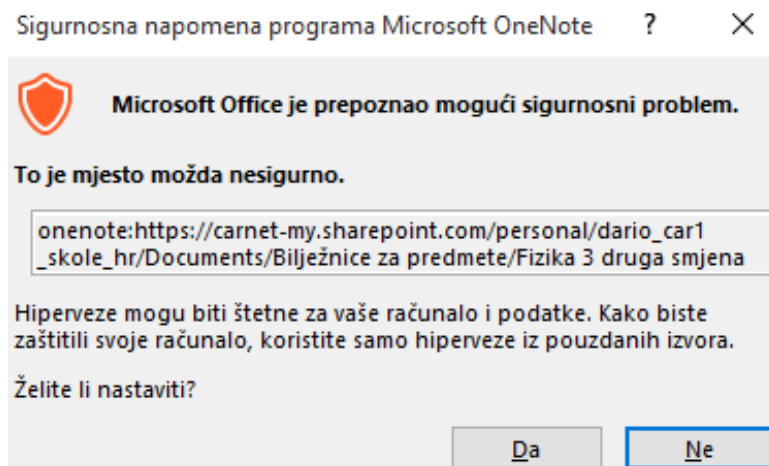 Sigurnosna napomena programa Microsoft OneNote ? ×
Microsoft Office je prepoznao mogući sigurnosni problem.
To je mjesto možda nesigurno.
onenote:https://carnet-my.sharepoint.com/personal/dario_car1
_skole_hr/Documents/Bilježnice za predmete/Fizika 3 druga smjena
Hiperveze mogu biti štetne za vaše računalo i podatke. Kako biste
zaštitili svoje računalo, koristite samo hiperveze iz pouzdanih izvora.
Želite li nastaviti?
Da Ne